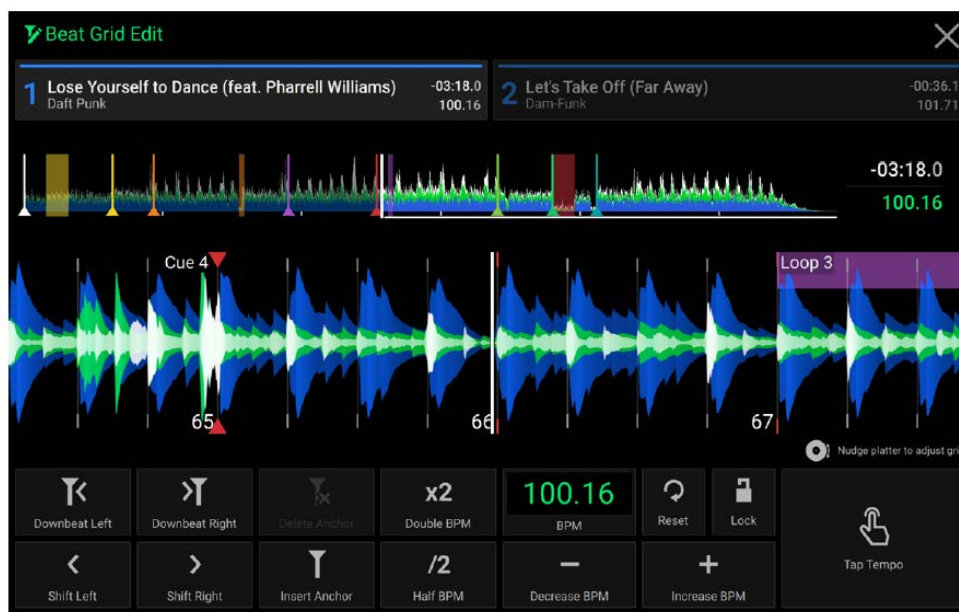 Beat Grid Edit
1 Lose Yourself to Dance (feat. Pharrell Williams) -03:18.0
Daft Punk 100.16
2 Let's Take Off (Far Away) -00:36.1
Dam-Funk 101.71
-03:18.0
100.16
Cue 4
Loop 3
65
66
67
Nudge platter to adjust gri
Downbeat Left
Downbeat Right
Delete Anchor
x2
Double BPM
100.16
BPM
Reset
Lock
Tap Tempo
Shift Left
Shift Right
Insert Anchor
/2
Half BPM
Decrease BPM
Increase BPM